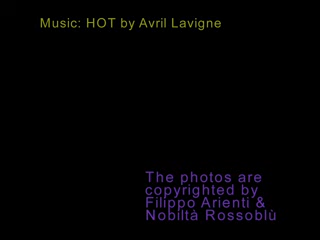 Music: HOT by Avril Lavigne
The photos are
copyrighted by
Filippo Arienti &
Nobiltà Rossoblù